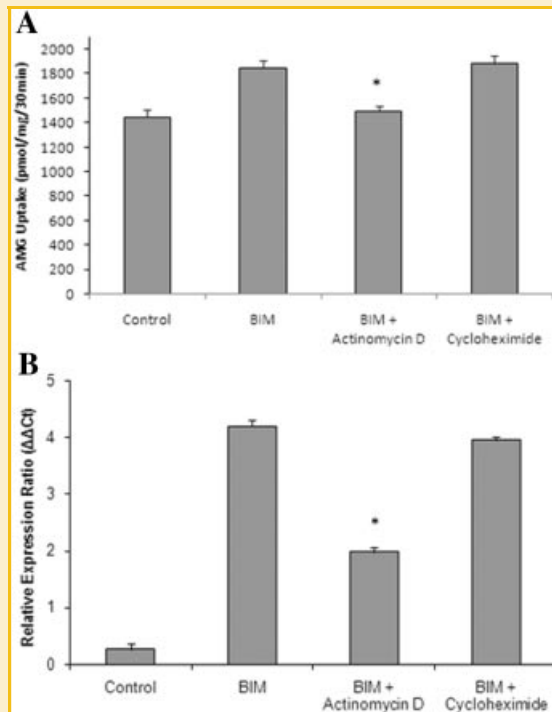 A
2000
1800
1600
1400
1200
1000
800
600
400
200
0
AMG Uptake (pmol/mg/30min)
*
Control
BIM
BIM +
Actinomycin D
BIM +
Cycloheximide
B
5
4
3
2
1
0
Relative Expression Ratio (ΔΔCt)
*
Control
BIM
BIM +
Actinomycin D
BIM +
Cycloheximide